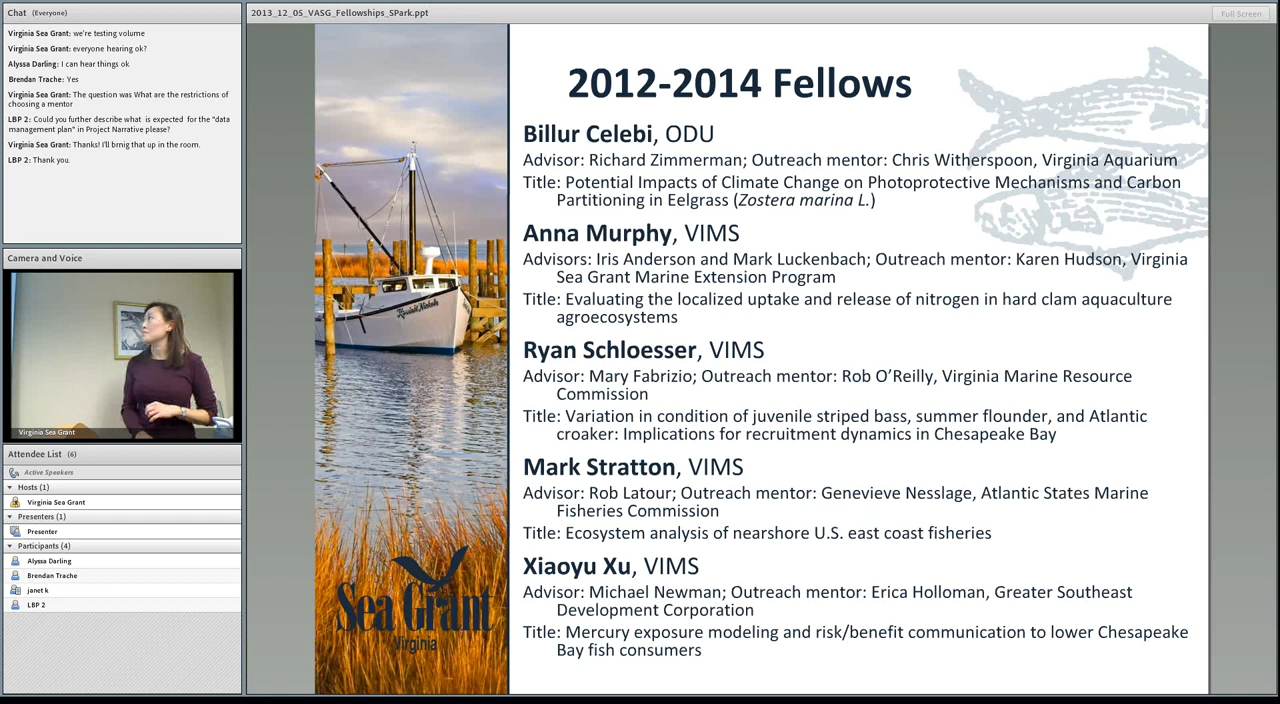 Chat (Everyone)
Virginia Sea Grant: we're testing volume
Virginia Sea Grant: everyone hearing ok?
Alyssa Darling: I can hear things ok
Brendan Trache: Yes
Virginia Sea Grant: The question was What are the restrictions of
choosing a mentor
LBP 2: Could you further describe what is expected for the "data
management plan" in Project Narrative please?
Virginia Sea Grant: Thanks! I'll brnig that up in the room.
LBP 2: Thank you.
Camera and Voice
Virginia Sea Grant
Attendee List (6)
Active Speakers
Hosts (1)
Virginia Sea Grant
Presenters (1)
Presenter
Participants (4)
Alyssa Darling
Brendan Trache
janet k
LBP 2
2013_12_05_VASG_Fellowships_SPark.ppt
Full Screen
Sea Grant
Virginia
2012-2014 Fellows
Billur Celebi, ODU
Advisor: Richard Zimmerman; Outreach mentor: Chris Witherspoon, Virginia Aquarium
Title: Potential Impacts of Climate Change on Photoprotective Mechanisms and Carbon
Partitioning in Eelgrass (Zostera marina L.)
Anna Murphy, VIMS
Advisors: Iris Anderson and Mark Luckenbach; Outreach mentor: Karen Hudson, Virginia
Sea Grant Marine Extension Program
Title: Evaluating the localized uptake and release of nitrogen in hard clam aquaculture
agroecosystems
Ryan Schloesser, VIMS
Advisor: Mary Fabrizio; Outreach mentor: Rob O'Reilly, Virginia Marine Resource
Commission
Title: Variation in condition of juvenile striped bass, summer flounder, and Atlantic
croaker: Implications for recruitment dynamics in Chesapeake Bay
Mark Stratton, VIMS
Advisor: Rob Latour; Outreach mentor: Genevieve Nesslage, Atlantic States Marine
Fisheries Commission
Title: Ecosystem analysis of nearshore U.S. east coast fisheries
Xiaoyu Xu, VIMS
Advisor: Michael Newman; Outreach mentor: Erica Holloman, Greater Southeast
Development Corporation
Title: Mercury exposure modeling and risk/benefit communication to lower Chesapeake
Bay fish consumers